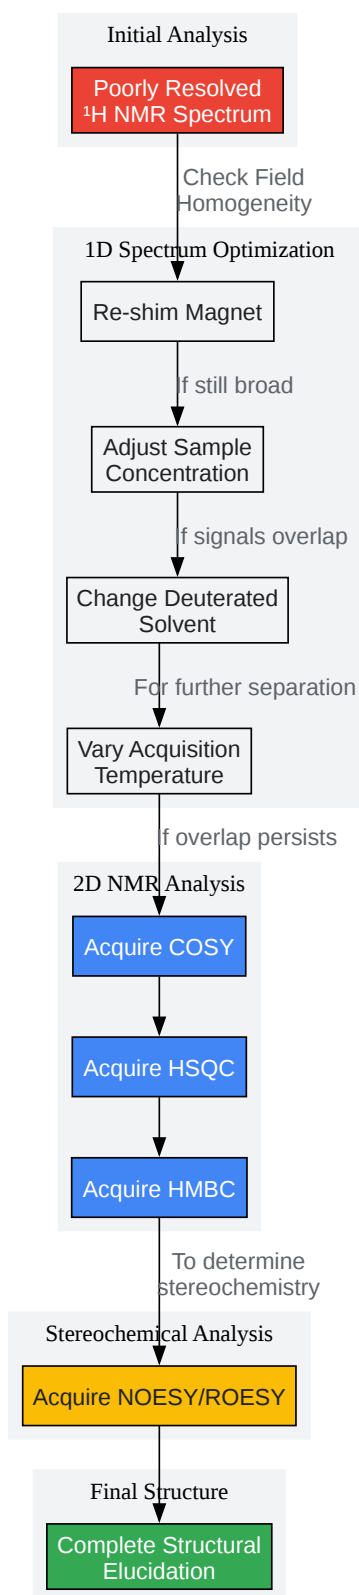 Initial Analysis
Poorly Resolved
¹H NMR Spectrum
Check Field
Homogeneity
1D Spectrum Optimization
Re-shim Magnet
If still broad
Adjust Sample
Concentration
If signals overlap
Change Deuterated
Solvent
For further separation
Vary Acquisition
Temperature
If overlap persists
2D NMR Analysis
Acquire COSY
Acquire HSQC
Acquire HMBC
To determine
stereochemistry
Stereochemical Analysis
Acquire NOESY/ROESY
Final Structure
Complete Structural
Elucidation